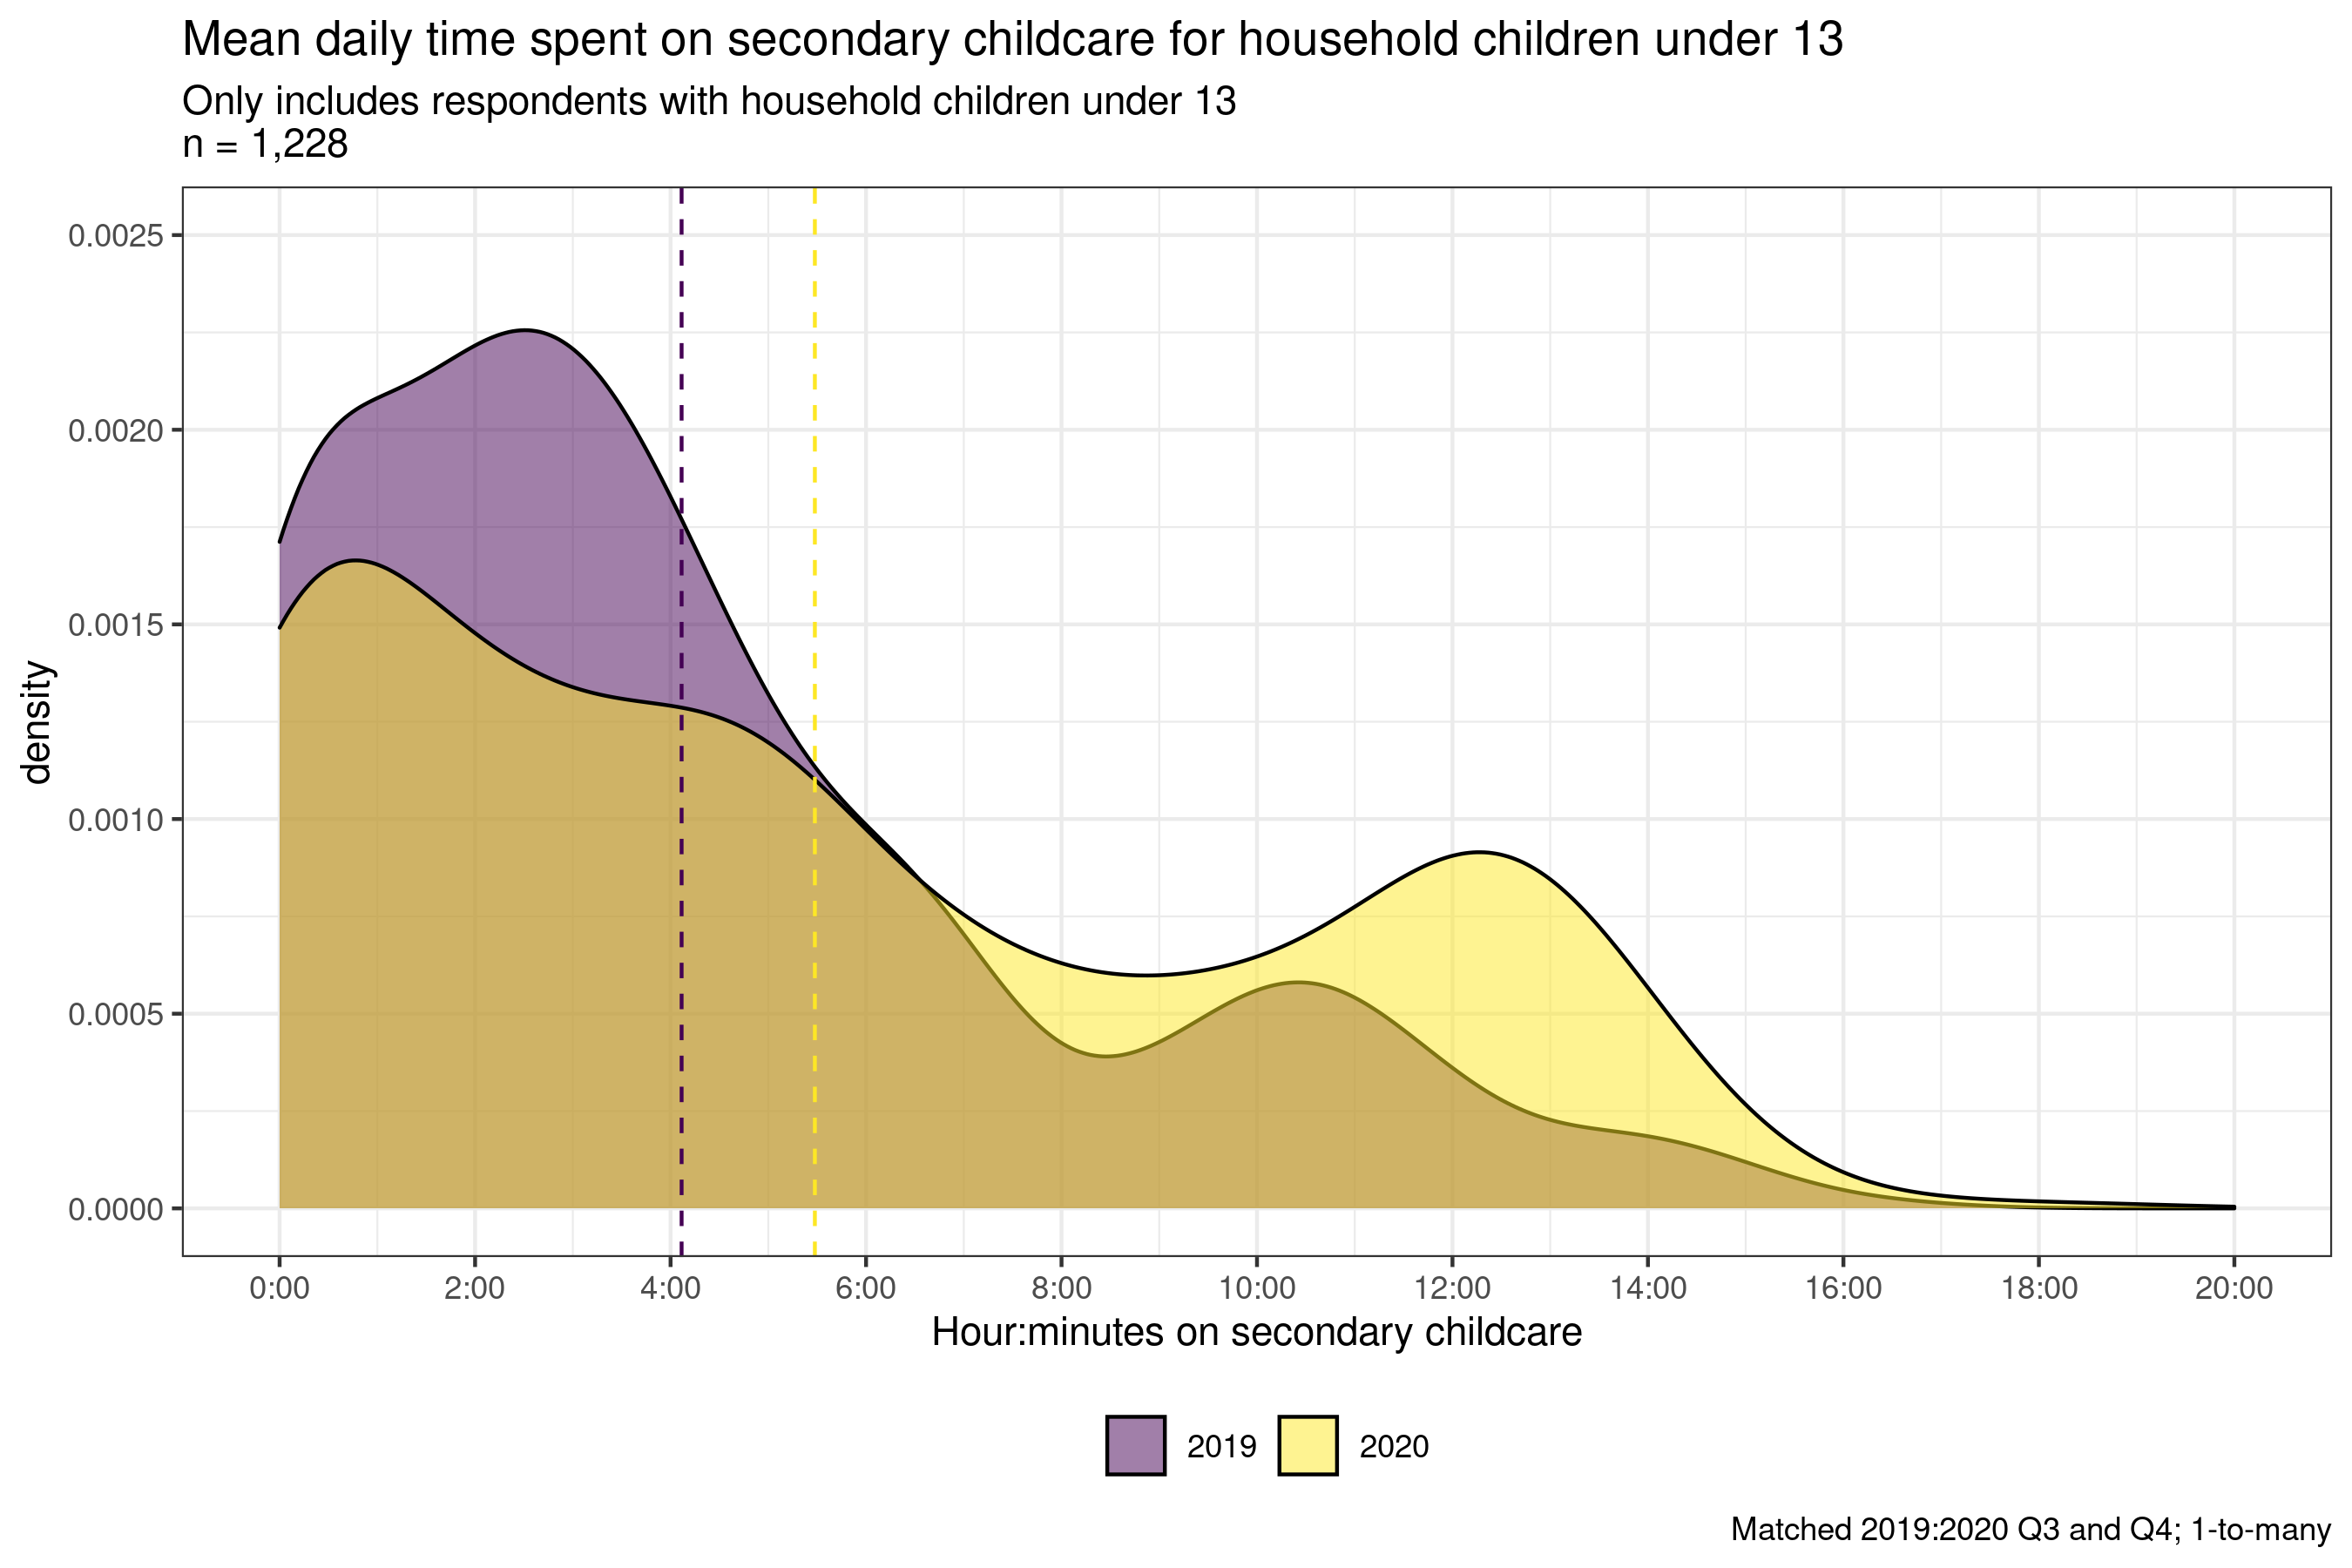 Mean daily time spent on secondary childcare for household children under 13
Only includes respondents with household children under 13
n = 1,228
density
0.0025
0.0020
0.0015
0.0010
0.0005
0.0000
0:00 2:00 4:00 6:00 8:00 10:00 12:00 14:00 16:00 18:00 20:00
Hour:minutes on secondary childcare
2019 2020
Matched 2019:2020 Q3 and Q4; 1-to-many